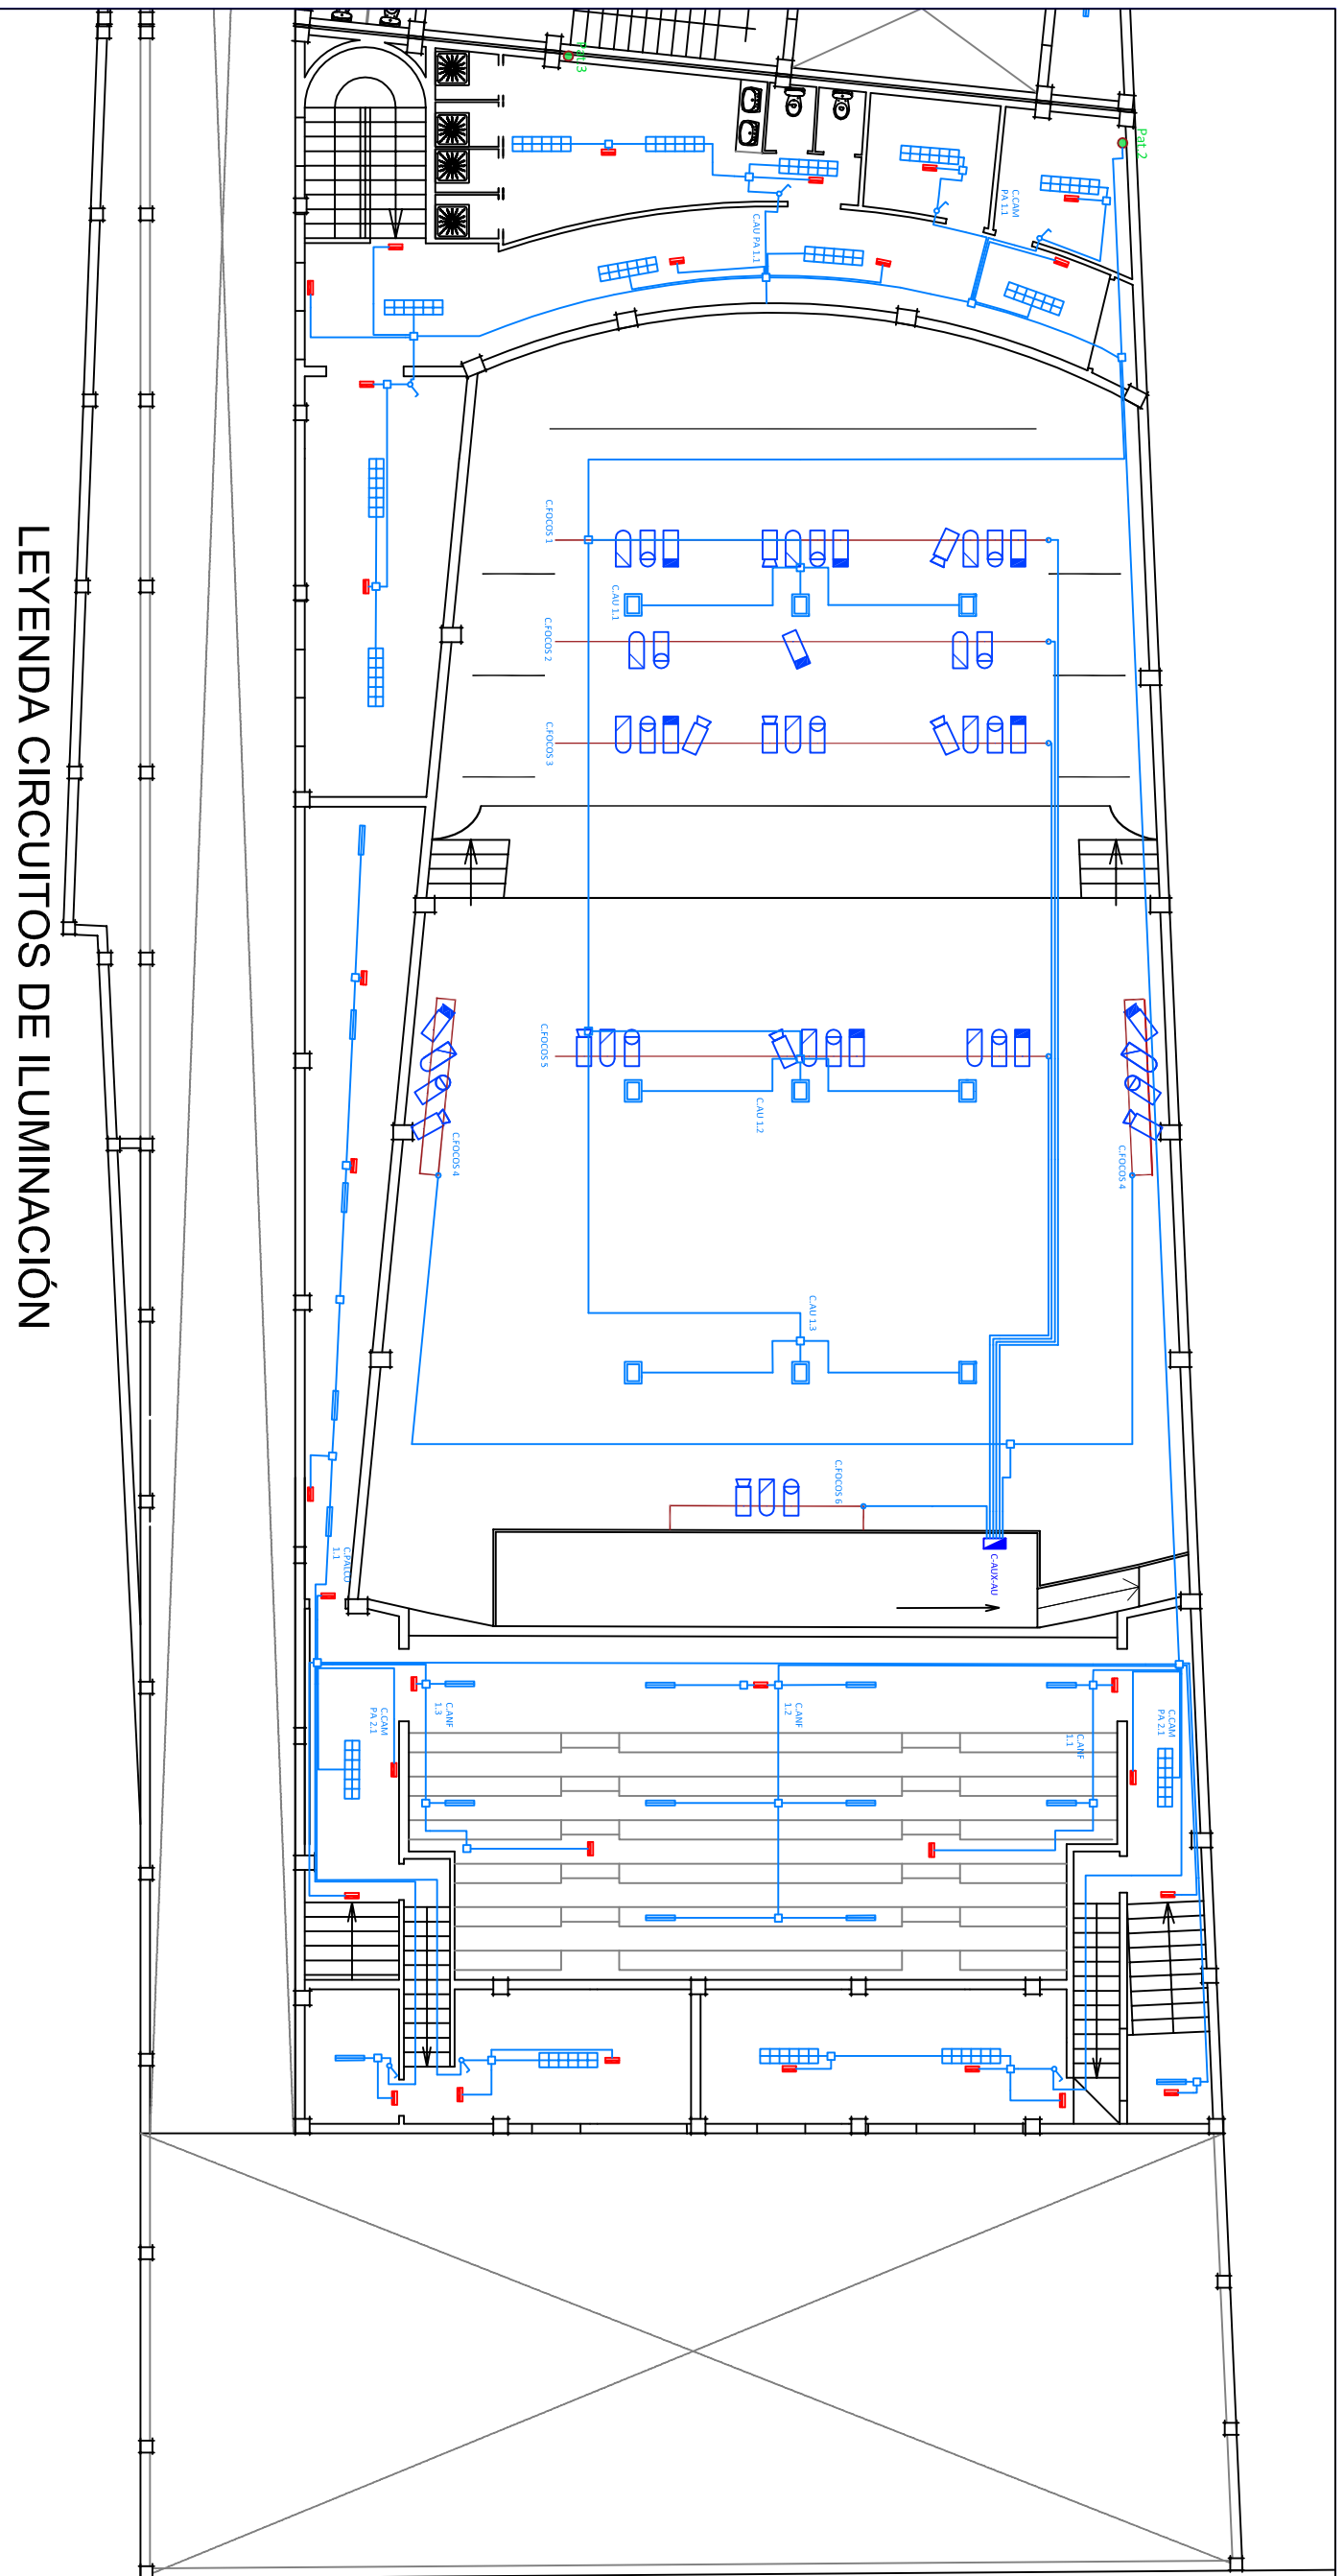 Pat 3
Pat 2
C.CAM
PA 1.1
C.AU PA 1.1
C.FOCOS 1
C.AU 1.1
C.FOCOS 2
C.FOCOS 3
C.FOCOS 5
C.AU 1.2
C.FOCOS 4
C.FOCOS 4
C.AU 1.3
C.FOCOS 6
C-AUX-AU
C.PALCO
1.1
C.CAM
PA 2.1
C.ANF
1.3
C.ANF
1.2
C.ANF
1.1
C.CAM
PA 2.1
LEYENDA CIRCUITOS DE ILUMINACIÓN